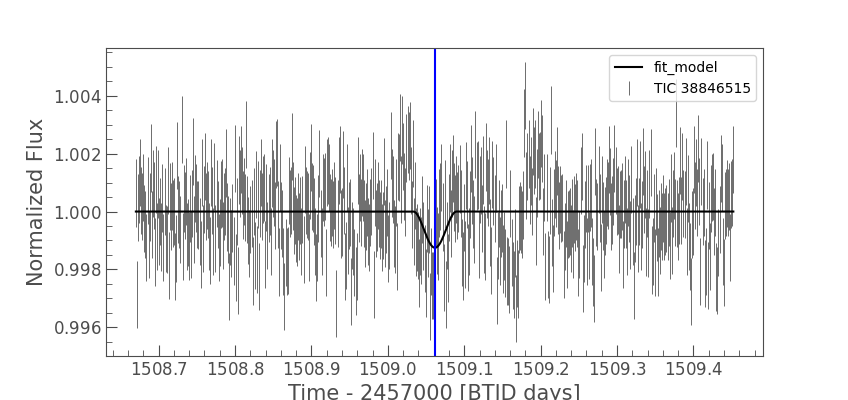 fit_model
TIC 38846515
1.004
1.002
1.000
0.998
0.996
Normalized Flux
1508.7 1508.8 1508.9 1509.0 1509.1 1509.2 1509.3 1509.4
Time - 2457000 [BTJD days]